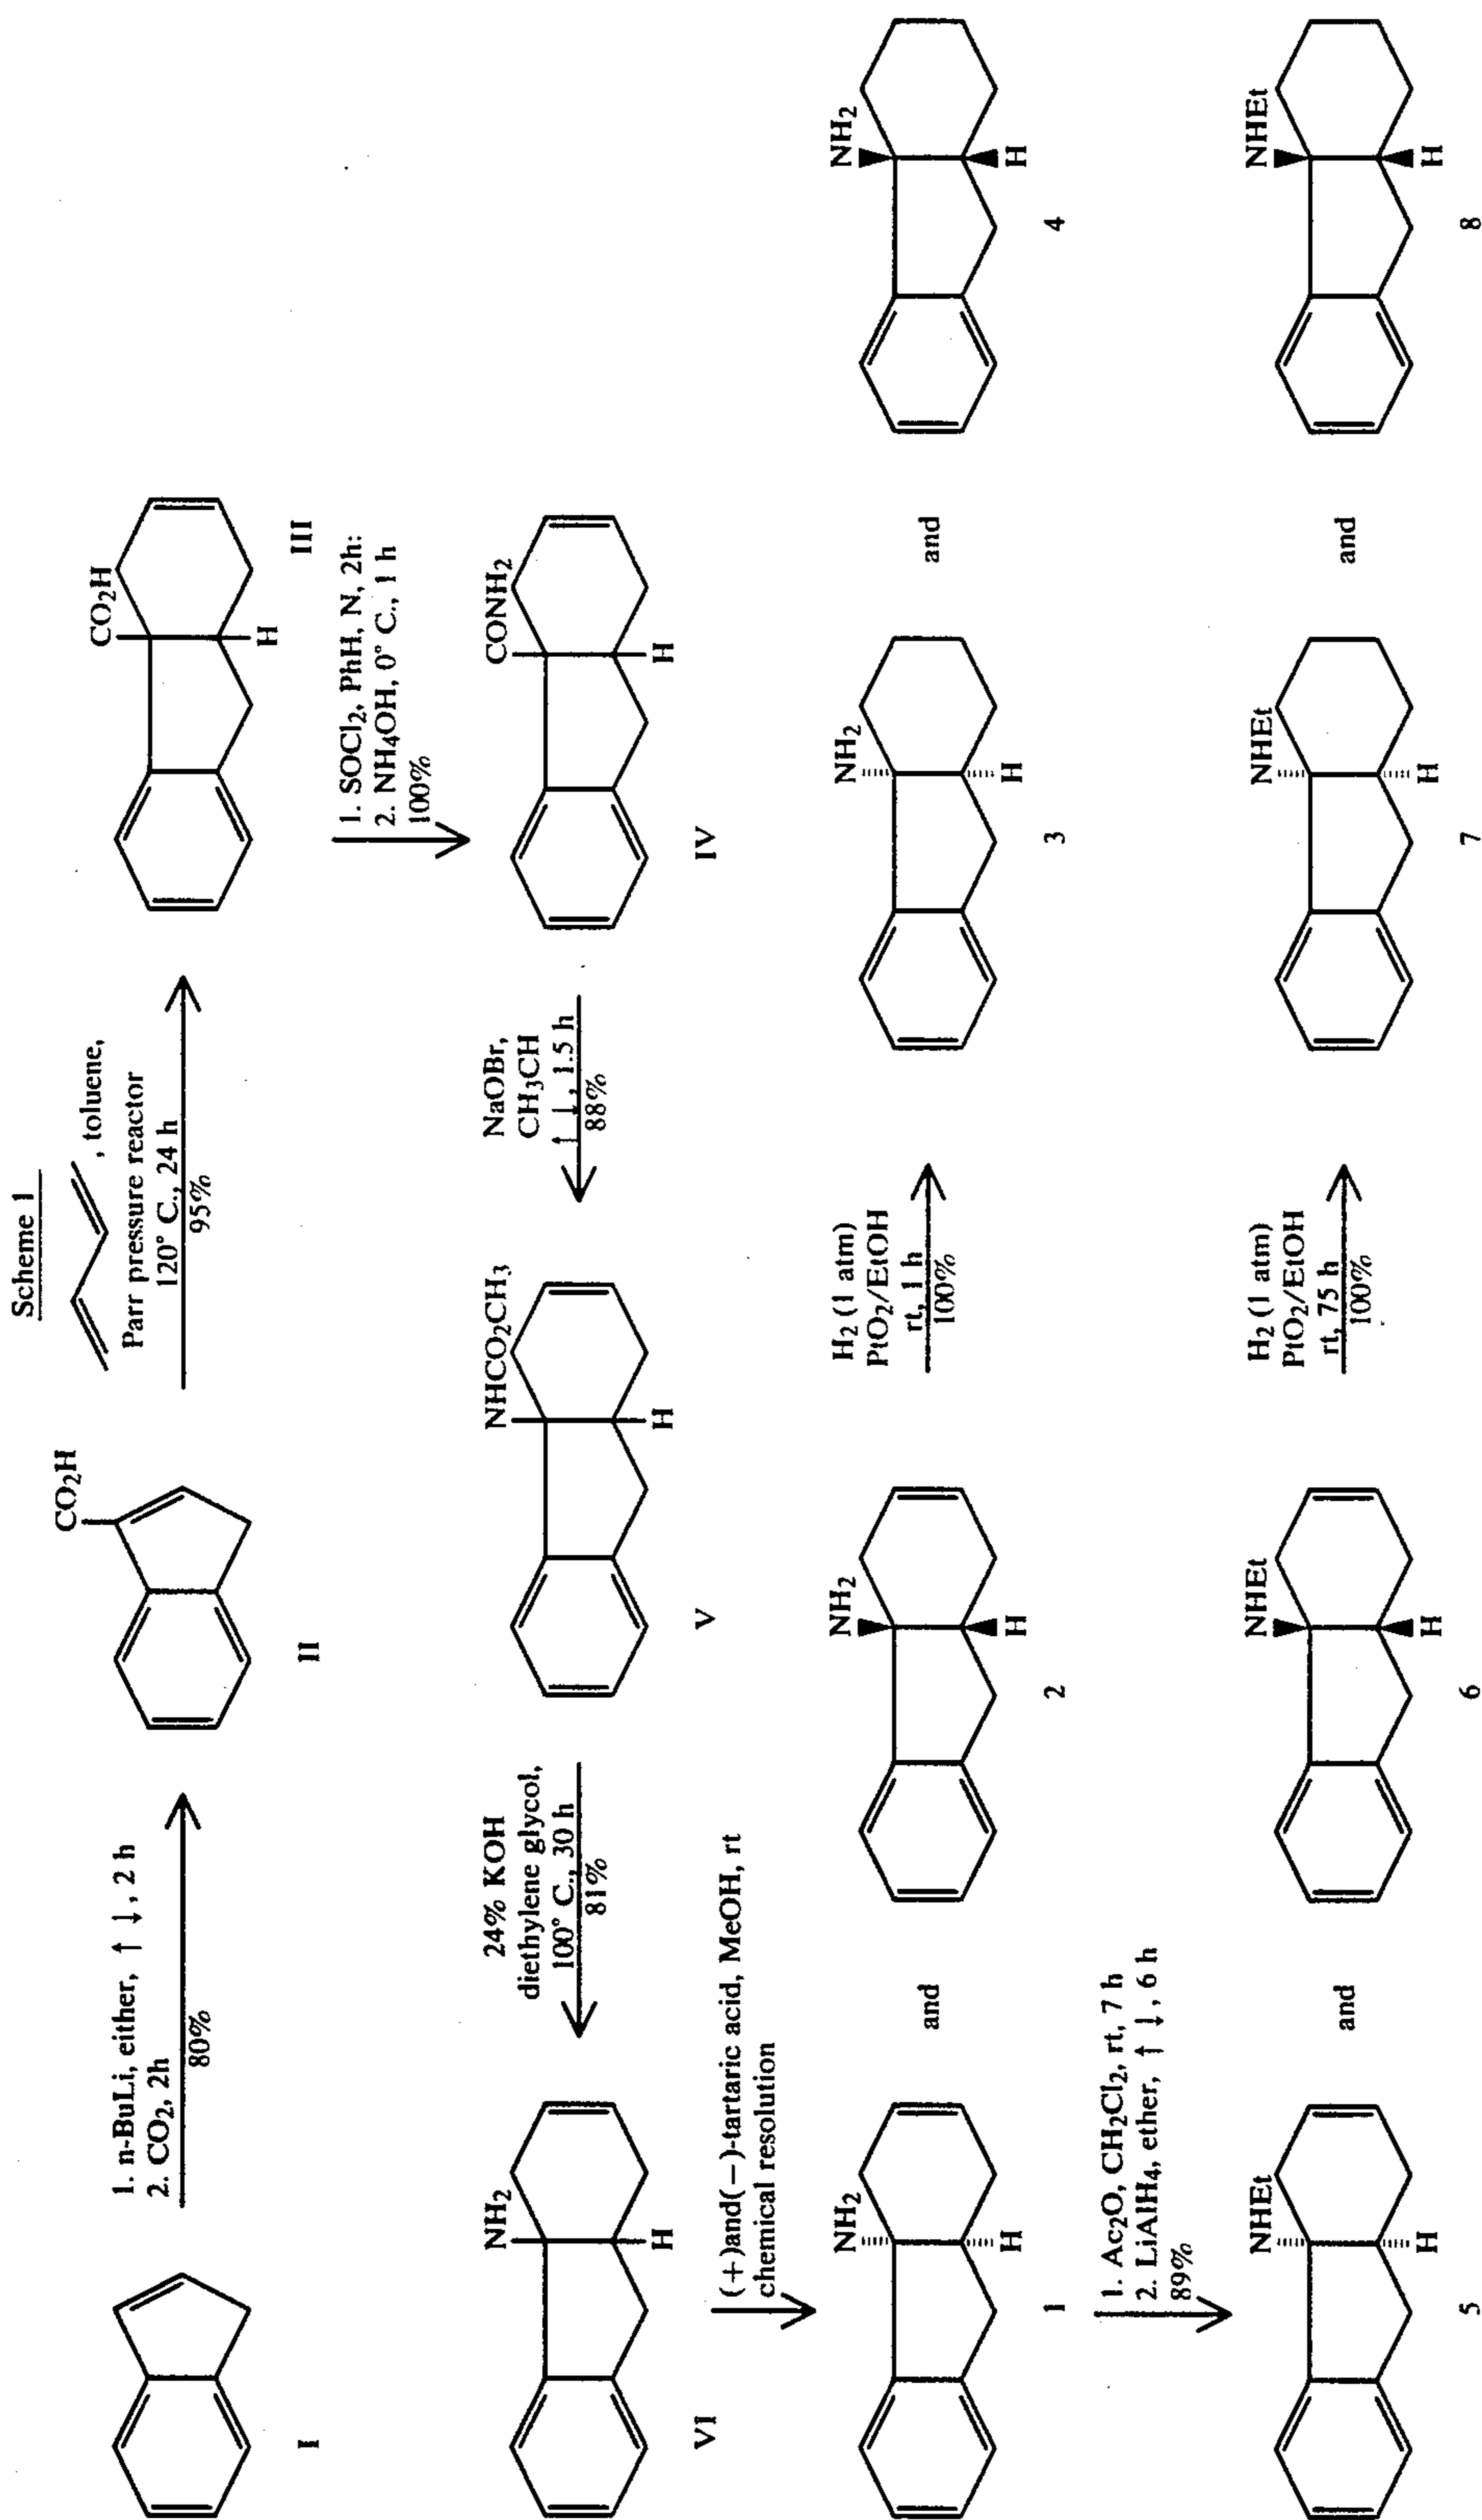 Scheme 1
1. n-BuLi, either, ↑ ↓, 2 h
2. CO2, 2h
80%
CO2H
, toluene,
Parr pressure reactor
120° C., 24 h
95%
CO2H
H
I
II
III
1. SOCl2, PhH, N, 2h:
2. NH4OH, 0° C., 1 h
100%
NH2
H
24% KOH
diethylene glycol,
100° C., 30 h
81%
NHCO2CH3
H
NaOBr,
CH3CH
↑ ↓, 1.5 h
88%
CONH2
H
VI
V
IV
(+)and(−)-tartaric acid, MeOH, rt
chemical resolution
NH2
H
and
NH2
H
H2 (1 atm)
PtO2/EtOH
rt, 1 h
100%
NH2
H
and
NH2
H
1
2
3
4
1. Ac2O, CH2Cl2, rt, 7 h
2. LiAlH4, ether, ↑ ↓, 6 h
89%
NHEt
H
and
NHEt
H
H2 (1 atm)
PtO2/EtOH
rt, 75 h
100%
NHEt
H
and
NHEt
H
5
6
7
8